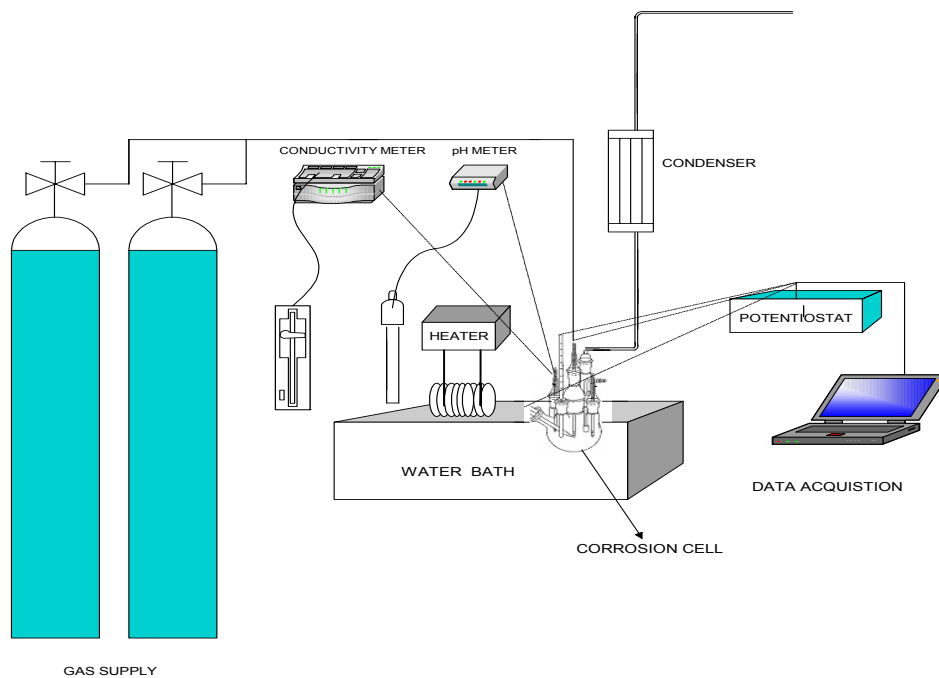 CONDUCTIVITY METER
pH METER
CONDENSER
HEATER
POTENTIOSTAT
WATER BATH
DATA ACQUISTION
CORROSION CELL
GAS SUPPLY